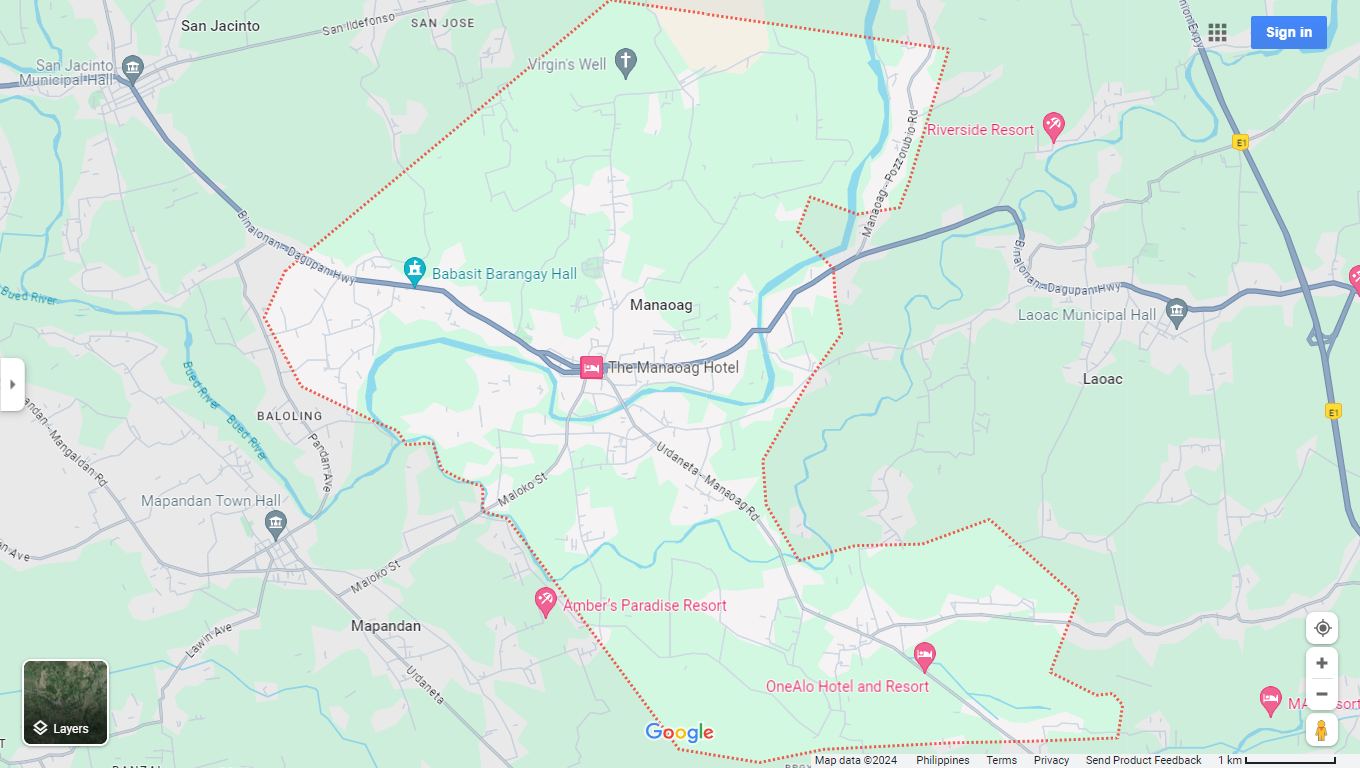 San Jacinto
San Ildefonso
SAN JOSE
Sign in
San Jacinto
Municipal Hall
Virgin's Well
E1
Riverside Resort
Manaoag - Pozzorubio Rd
Binalonan - Dagupan Hwy
Babasit Barangay Hall
Binalonan - Dagupan Hwy
Bued River
Manaoag
Laoac Municipal Hall
The Manaoag Hotel
Laoac
Bued River
E1
BALOLING
Bued River
Pandan Ave
Mangaldan Rd
Urdaneta - Manaoag Rd
Maloko St
Mapandan Town Hall
Maloko St
Amber's Paradise Resort
Mapandan
Lawin Ave
Urdaneta
OneAlo Hotel and Resort
Layers
Google
Map data ©2024
Philippines
Terms
Privacy
Send Product Feedback
1 km